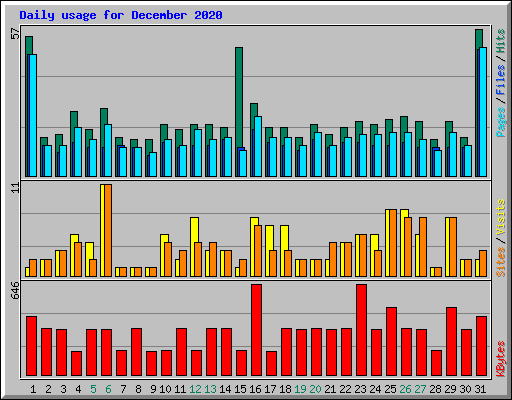 Daily usage for December 2020
57
Pages / Files / Hits
11
Sites / Visits
646
KBytes
1 2 3 4 5 6 7 8 9 10 11 12 13 14 15 16 17 18 19 20 21 22 23 24 25 26 27 28 29 30 31